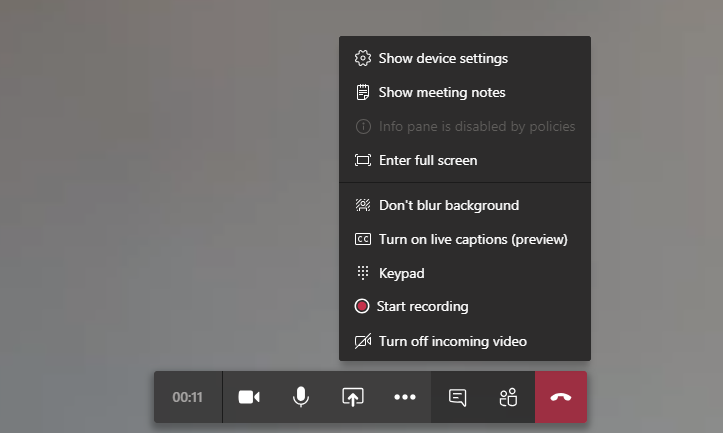 Show device settings
Show meeting notes
Info pane is disabled by policies
Enter full screen
Don't blur background
CC Turn on live captions (preview)
Keypad
Start recording
Turn off incoming video
00:11